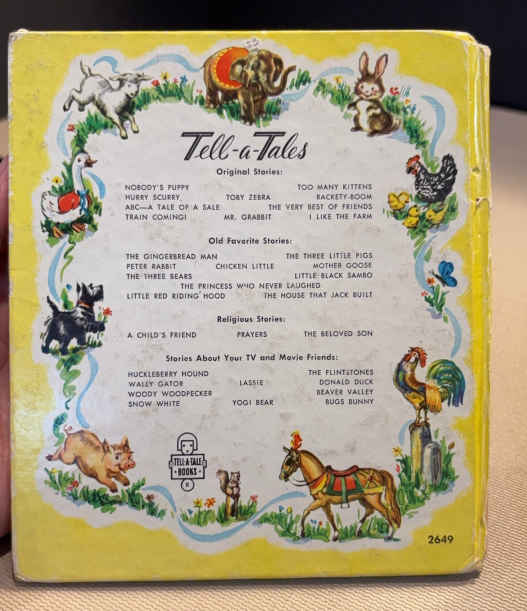 Tell-a-Tales
Original Stories:
NOBODY'S PUPPY TOO MANY KITTENS
HURRY SCURRY TOBY ZEBRA RACKETY-BOOM
ABC—A TALE OF A SALE THE VERY BEST OF FRIENDS
TRAIN COMING! MR. GRABBIT I LIKE THE FARM
Old Favorite Stories:
THE GINGERBREAD MAN THE THREE LITTLE PIGS
PETER RABBIT CHICKEN LITTLE MOTHER GOOSE
THE THREE BEARS LITTLE BLACK SAMBO
THE PRINCESS WHO NEVER LAUGHED
LITTLE RED RIDING HOOD THE HOUSE THAT JACK BUILT
Religious Stories:
A CHILD'S FRIEND PRAYERS THE BELOVED SON
Stories About Your TV and Movie Friends:
HUCKLEBERRY HOUND THE FLINTSTONES
WALLY GATOR LASSIE DONALD DUCK
WOODY WOODPECKER BEAVER VALLEY
SNOW WHITE YOGI BEAR BUGS BUNNY
TELL-A-TALE
BOOKS
2649